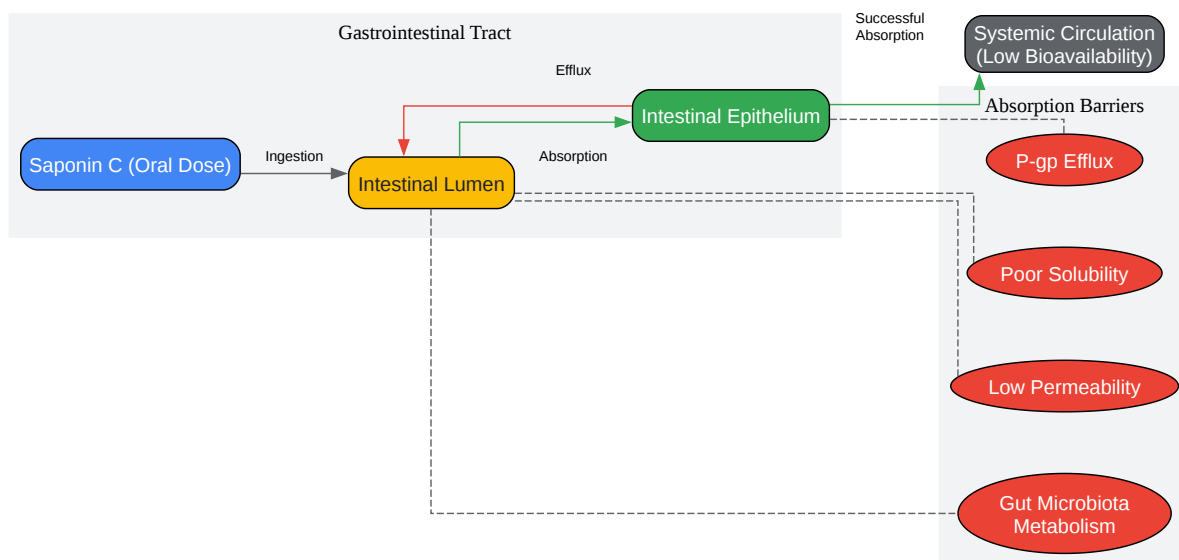 Gastrointestinal Tract
Successful
Absorption
Systemic Circulation
(Low Bioavailability)
Efflux
Intestinal Epithelium
Absorption Barriers
Saponin C (Oral Dose)
Ingestion
Intestinal Lumen
Absorption
P-gp Efflux
Poor Solubility
Low Permeability
Gut Microbiota
Metabolism